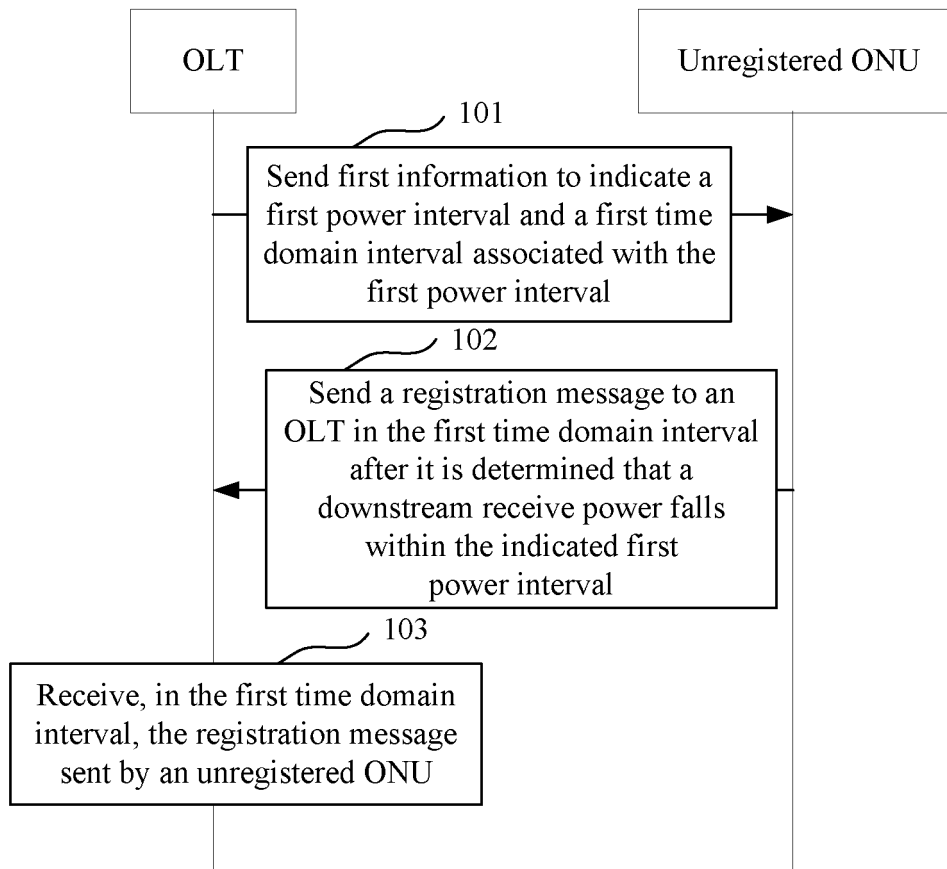 OLT
Unregistered ONU
101
Send first information to indicate a
first power interval and a first time
domain interval associated with the
first power interval
102
Send a registration message to an
OLT in the first time domain interval
after it is determined that a
downstream receive power falls
within the indicated first
power interval
103
Receive, in the first time domain
interval, the registration message
sent by an unregistered ONU